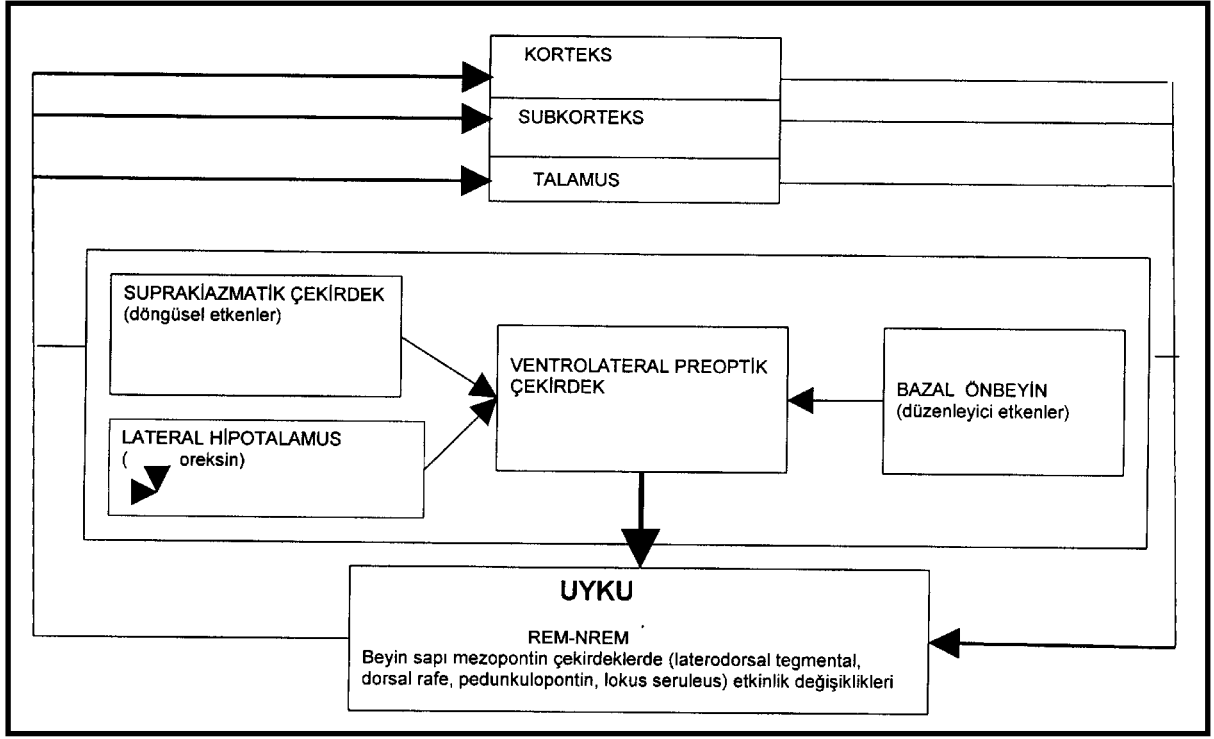 KORTEKS
SUBKORTEKS
TALAMUS
SUPRAKİAZMATİK ÇEKİRDEK
(döngüsel etkenler)
LATERAL HİPOTALAMUS
( oreksin)
VENTROLATERAL PREOPTİK
ÇEKİRDEK
BAZAL ÖNBEYİN
(düzenleyici etkenler)
UYKU
REM-NREM
Beyin sapı mezopontin çekirdeklerde (laterodorsal tegmental,
dorsal rafe, pedunkulopontin, lokus seruleus) etkinlik değişiklikleri